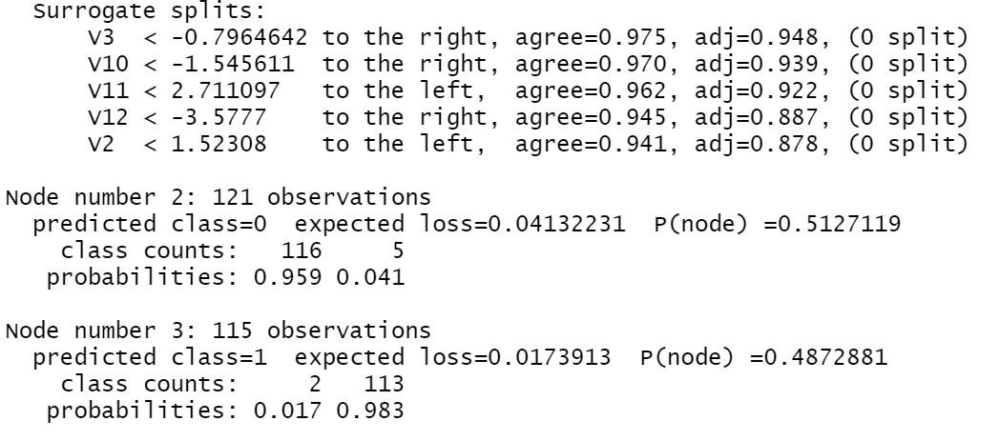 Surrogate splits:
V3 < -0.7964642 to the right, agree=0.975, adj=0.948, (0 split)
V10 < -1.545611 to the right, agree=0.970, adj=0.939, (0 split)
V11 < 2.711097 to the left, agree=0.962, adj=0.922, (0 split)
V12 < -3.5777 to the right, agree=0.945, adj=0.887, (0 split)
V2 < 1.52308 to the left, agree=0.941, adj=0.878, (0 split)
Node number 2: 121 observations
predicted class=0 expected loss=0.04132231 P(node) =0.5127119
class counts: 116 5
probabilities: 0.959 0.041
Node number 3: 115 observations
predicted class=1 expected loss=0.0173913 P(node) =0.4872881
class counts: 2 113
probabilities: 0.017 0.983